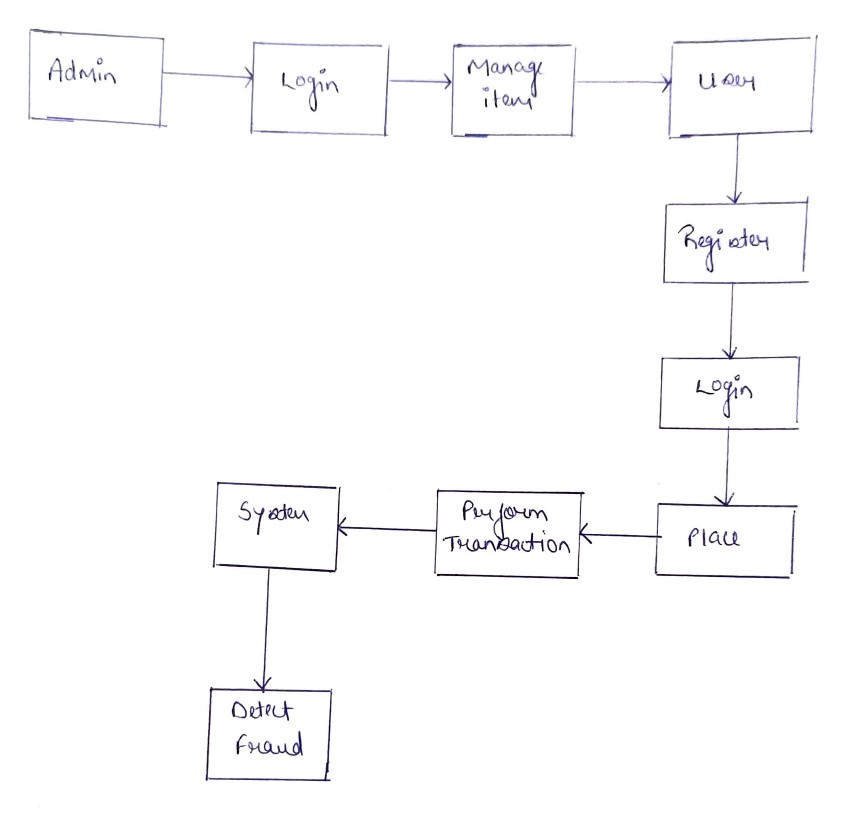 Admin
Login
Manage
item
User
Register
Login
Place
Perform
Transaction
System
Detect
Fraud